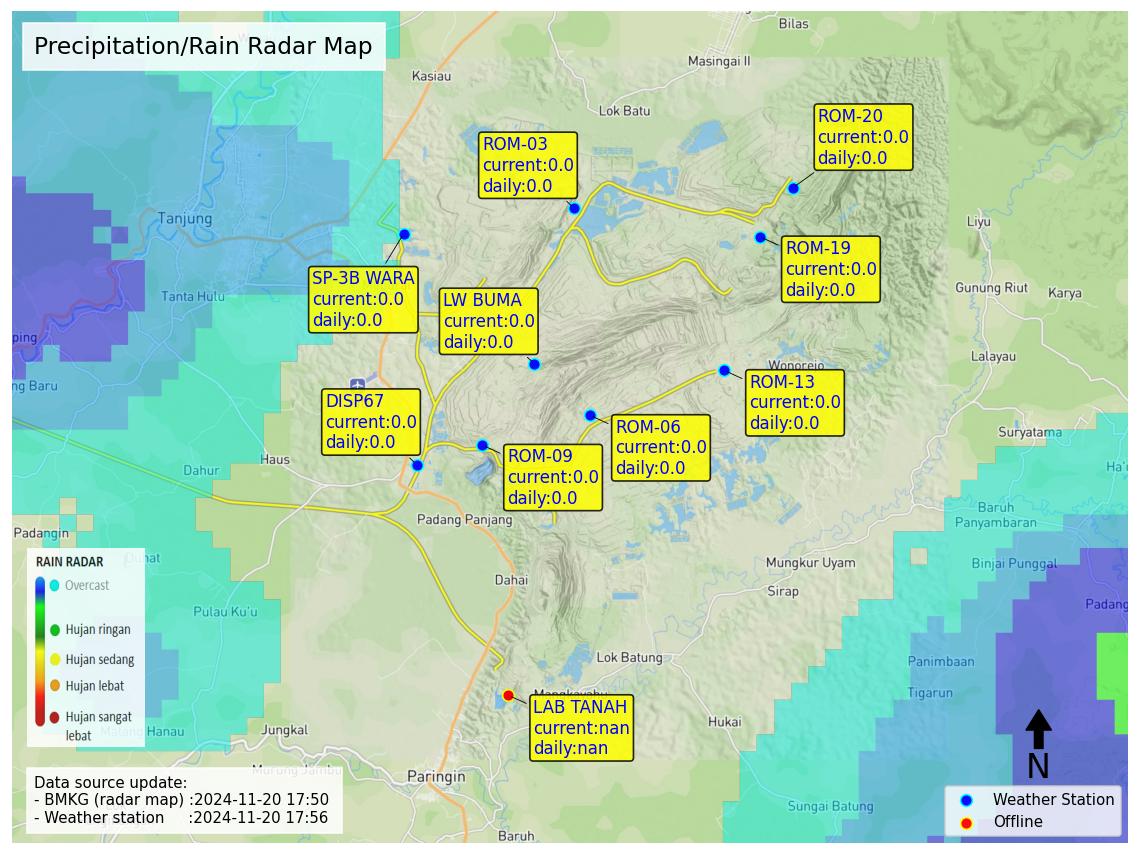 Precipitation/Rain Radar Map
Bilas
Masingai II
Kasiau
Lok Batu
ROM-20
current:0.0
daily:0.0
ROM-03
current:0.0
daily:0.0
Tanjung
Liyu
ROM-19
current:0.0
daily:0.0
SP-3B WARA
current:0.0
daily:0.0
Tanta Hulu
LW BUMA
current:0.0
daily:0.0
Gunung Riut
Karya
ping
Lalayau
Wonorejo
ng Baru
ROM-13
current:0.0
daily:0.0
DISP67
current:0.0
daily:0.0
ROM-06
current:0.0
daily:0.0
Suryatama
ROM-09
current:0.0
daily:0.0
Haus
Dahur
Ha'u
Baruh
Panyambaran
Padang Panjang
Padangin
Mungkur Uyam
Binjai Punggal
Dahai
Sirap
Padang
Pulau Ku'u
RAIN RADAR
Overcast
Hujan ringan
Hujan sedang
Hujan lebat
Hujan sangat
lebat
Lok Batung
Panimbaan
Tigarun
LAB TANAH
current:nan
daily:nan
Hukai
Jungkal
Paringin
Sungai Batung
Baruh
Data source update:
- BMKG (radar map) :2024-11-20 17:50
- Weather station :2024-11-20 17:56
N
Weather Station
Offline